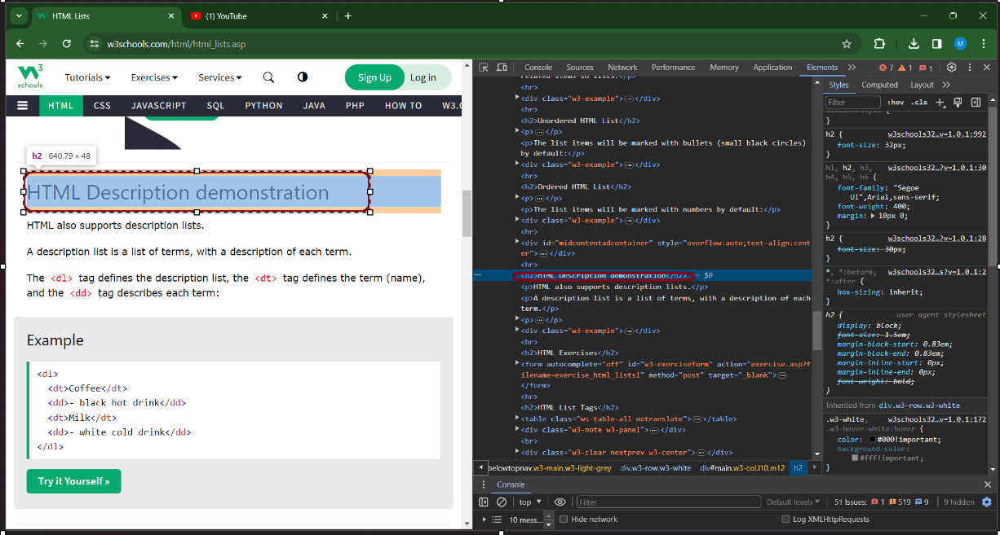 HTML Lists
(1) YouTube
w3schools.com/html/html_lists.asp
M
W3
schools
Tutorials
Exercises
Services
Sign Up
Log in
HTML CSS JAVASCRIPT SQL PYTHON JAVA PHP HOW TO W3.C
h2 640.79 × 48
HTML Description demonstration
HTML also supports description lists.
A description list is a list of terms, with a description of each term.
The <dl> tag defines the description list, the <dt> tag defines the term (name),
and the <dd> tag describes each term:
Example
<dl>
<dt>Coffee</dt>
<dd>- black hot drink</dd>
<dt>Milk</dt>
<dd>- white cold drink</dd>
</dl>
Try it Yourself »
Console Sources Network Performance Memory Application Elements 7 1 1
related items in lists.</p>
<hr>
<div class="w3-example">…</div>
<hr>
<h2>Unordered HTML List</h2>
<p>…</p>
<p>The list items will be marked with bullets (small black circles)
by default:</p>
<div class="w3-example">…</div>
<hr>
<h2>Ordered HTML List</h2>
<p>…</p>
<p>The list items will be marked with numbers by default:</p>
<div class="w3-example">…</div>
<hr>
<div id="midcontentadcontainer" style="overflow:auto;text-align:cent
er">…</div>
<hr>
<h2>HTML Description demonstration</h2> == $0
<p>HTML also supports description lists.</p>
<p>A description list is a list of terms, with a description of each
term.</p>
<p>…</p>
<div class="w3-example">…</div>
<hr>
<h2>HTML Exercises</h2>
<form autocomplete="off" id="w3-exerciseform" action="exercise.asp?f
ilename=exercise_html_lists1" method="post" target="_blank">…
</form>
<hr>
<h2>HTML List Tags</h2>
<table class="ws-table-all notranslate">…</table>
<div class="w3-note w3-panel">…</div>
<br>
<div class="w3-clear nextprev w3-center">…</div>
belowtopnav.w3-main.w3-light-grey div.w3-row.w3-white div#main.w3-col.l10.m12 h2
Styles Computed Layout
Filter :hov .cls
}
h2 { w3schools32…v=1.0.1:992
font-size: 32px;
}
h1, h2, h3, w3schools32…?v=1.0.1:30
h4, h5, h6 {
font-family: "Segoe
UI",Arial,sans-serif;
font-weight: 400;
margin: 10px 0;
}
h2 { w3schools32…?v=1.0.1:28
font-size: 30px;
}
*, *:before, w3schools32…s?v=1.0.1:2
*:after {
box-sizing: inherit;
}
h2 { user agent stylesheet
display: block;
font-size: 1.5em;
margin-block-start: 0.83em;
margin-block-end: 0.83em;
margin-inline-start: 0px;
margin-inline-end: 0px;
font-weight: bold;
}
Inherited from div.w3-row.w3-white
.w3-white, w3schools32…v=1.0.1:172
.w3-hover-white:hover {
color: #000!important;
background-color:
#fff!important;
}
Console
top Filter Default levels 51 Issues: 1 519 9 9 hidden
10 mess… Hide network Log XMLHttpRequests